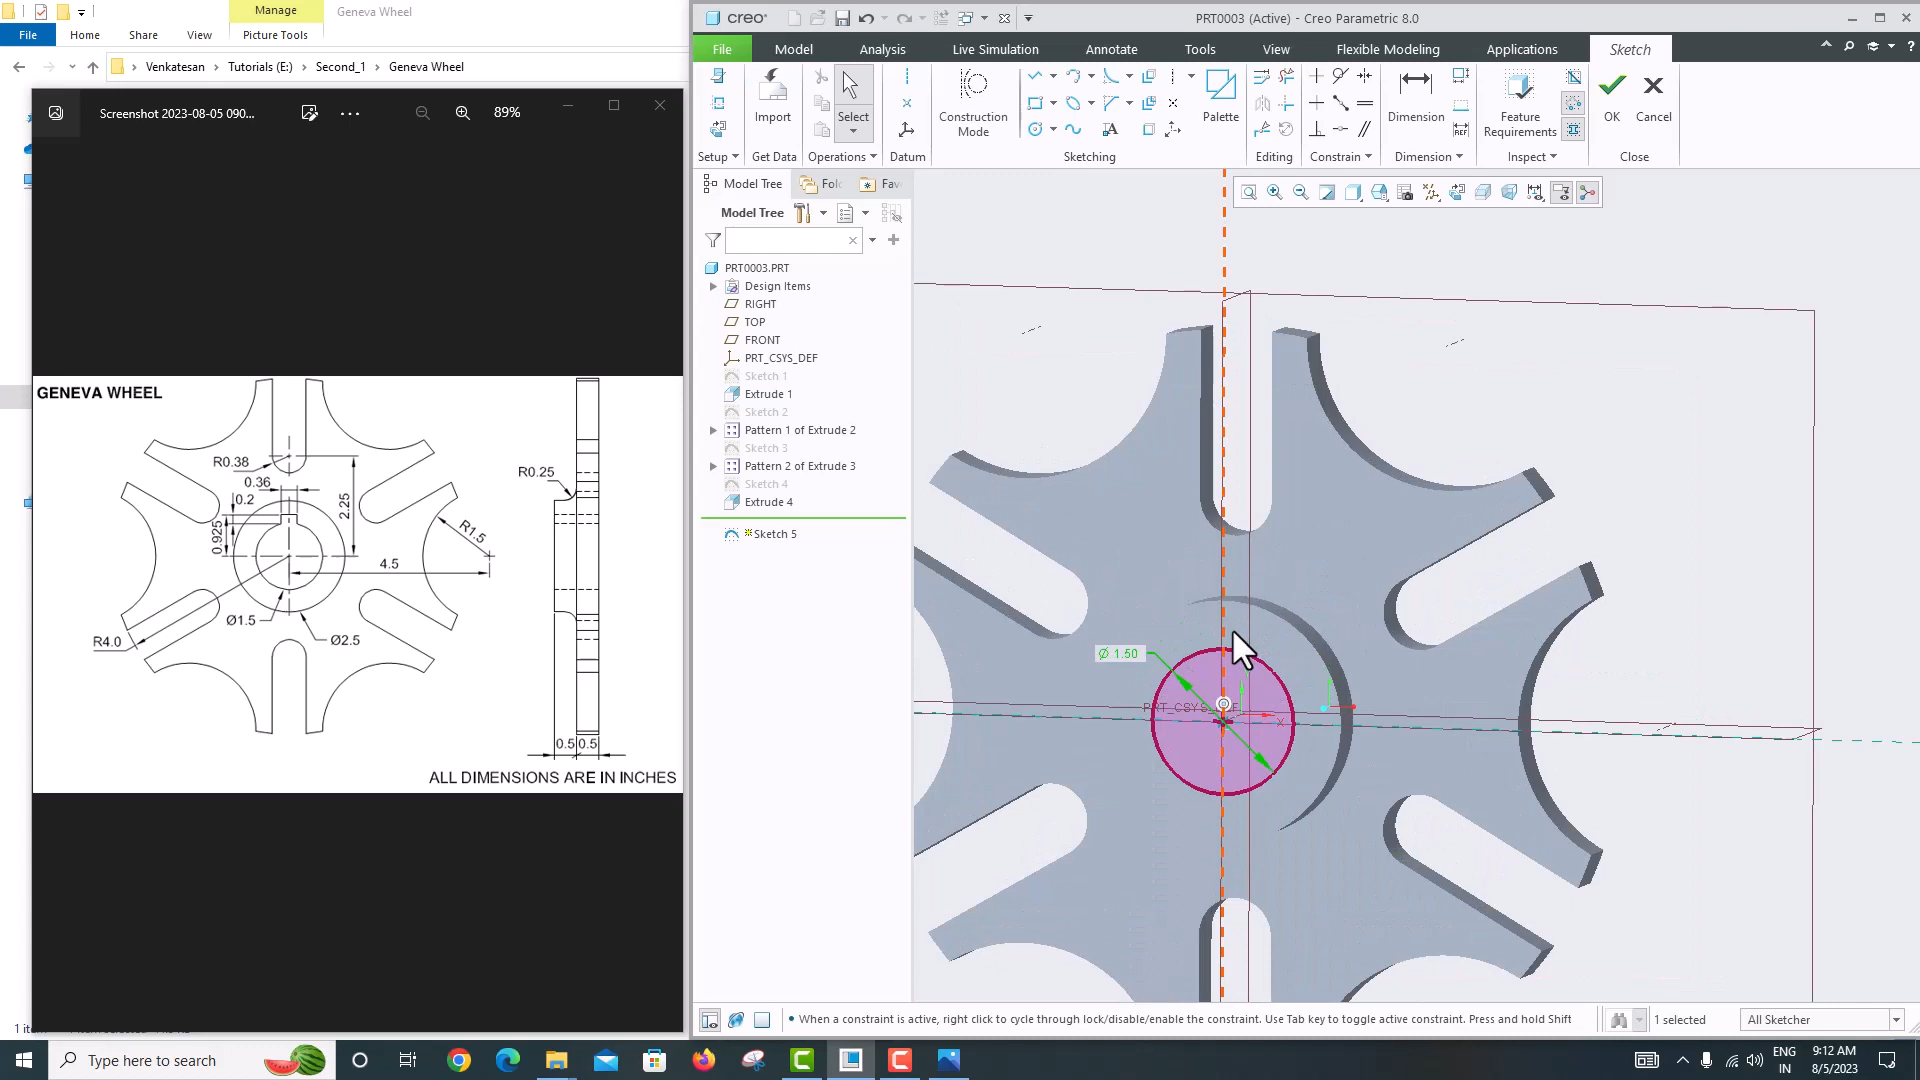 Manage
Geneva Wheel
File
Home
Share
View
Picture Tools
Venkatesan
Tutorials (E:)
Second_1
Geneva Wheel
Screenshot 2023-08-05 090...
89%
GENEVA WHEEL
R0.38
0.36
0.2
0.925
2.25
R1.5
4.5
Ø1.5
Ø2.5
R4.0
R0.25
0.5
0.5
ALL DIMENSIONS ARE IN INCHES
creo
PRT0003 (Active) - Creo Parametric 8.0
File
Model
Analysis
Live Simulation
Annotate
Tools
View
Flexible Modeling
Applications
Sketch
Import
Select
Construction
Mode
Palette
Dimension
Feature
Requirements
OK
Cancel
Setup
Get Data
Operations
Datum
Sketching
Editing
Constrain
Dimension
Inspect
Close
Model Tree
Fol
Fav
Model Tree
PRT0003.PRT
Design Items
RIGHT
TOP
FRONT
PRT_CSYS_DEF
Sketch 1
Extrude 1
Sketch 2
Pattern 1 of Extrude 2
Sketch 3
Pattern 2 of Extrude 3
Sketch 4
Extrude 4
Sketch 5
Ø 1.50
PRT_CSYS_DEF
X
When a constraint is active, right click to cycle through lock/disable/enable the constraint. Use Tab key to toggle active constraint. Press and hold Shift
1 selected
All Sketcher
Type here to search
ENG
IN
9:12 AM
8/5/2023